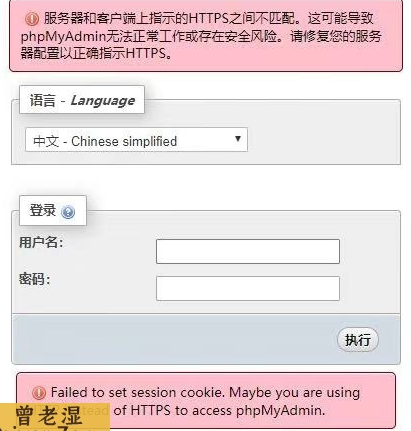 服务器和客户端上指示的HTTPS之间不匹配。这可能导致
phpMyAdmin无法正常工作或存在安全风险。请修复您的服务
器配置以正确指示HTTPS。
语言 - Language
中文 - Chinese simplified
登录
用户名：
密码：
执行
Failed to set session cookie. Maybe you are using
of HTTPS to access phpMyAdmin.
曾老湿